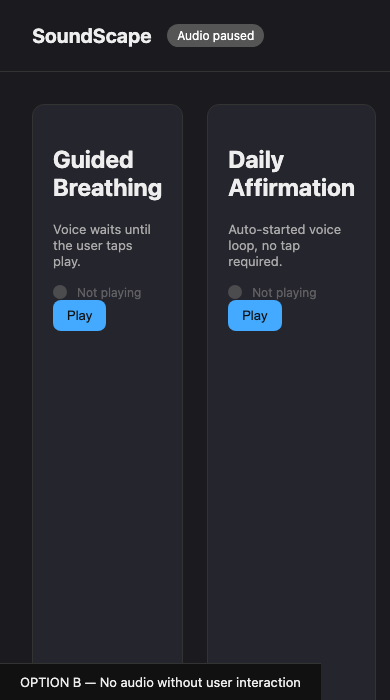 SoundScape
Audio paused
Guided
Breathing
Voice waits until
the user taps
play.
Not playing
Play
Daily
Affirmation
Auto-started voice
loop, no tap
required.
Not playing
Play
OPTION B — No audio without user interaction